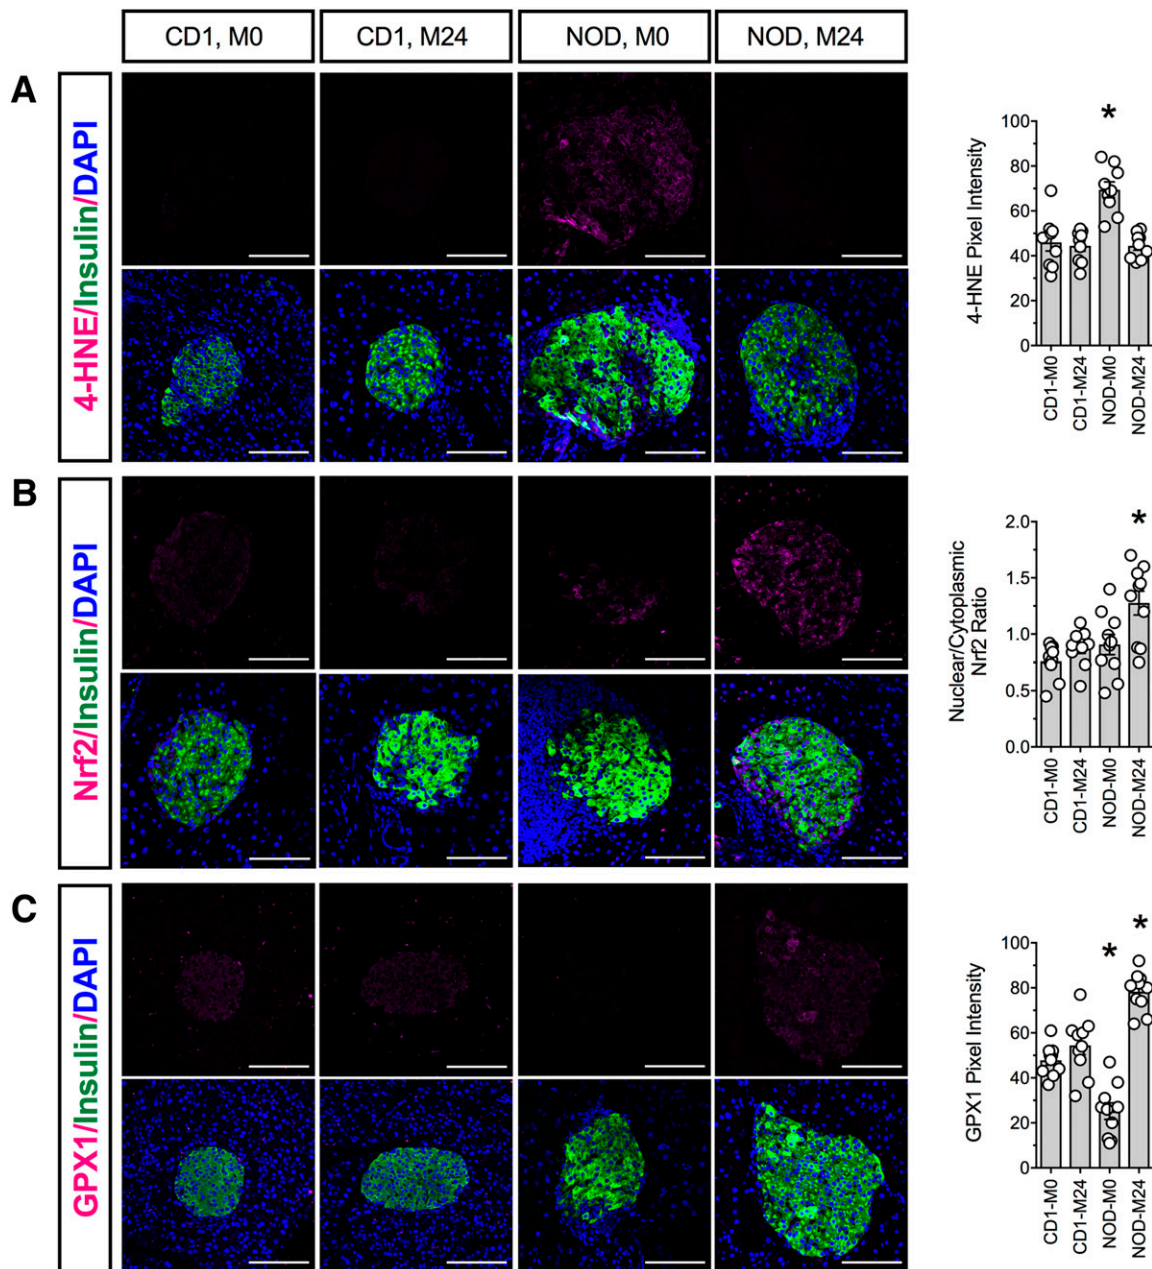 CD1, M0 CD1, M24 NOD, M0 NOD, M24
A
4-HNE/Insulin/DAPI
*
4-HNE Pixel Intensity
100
80
60
40
20
0
CD1-M0
CD1-M24
NOD-M0
NOD-M24
B
Nrf2/Insulin/DAPI
*
Nuclear/Cytoplasmic
Nrf2 Ratio
2.0
1.5
1.0
0.5
0.0
CD1-M0
CD1-M24
NOD-M0
NOD-M24
C
GPX1/Insulin/DAPI
* *
GPX1 Pixel Intensity
100
80
60
40
20
0
CD1-M0
CD1-M24
NOD-M0
NOD-M24